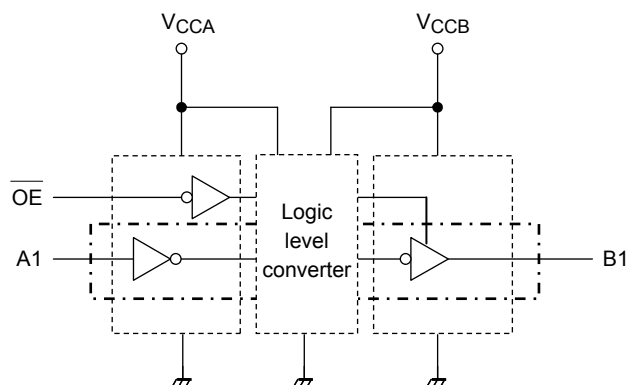 VCCA
VCCB
OE
A1
Logic
level
converter
B1